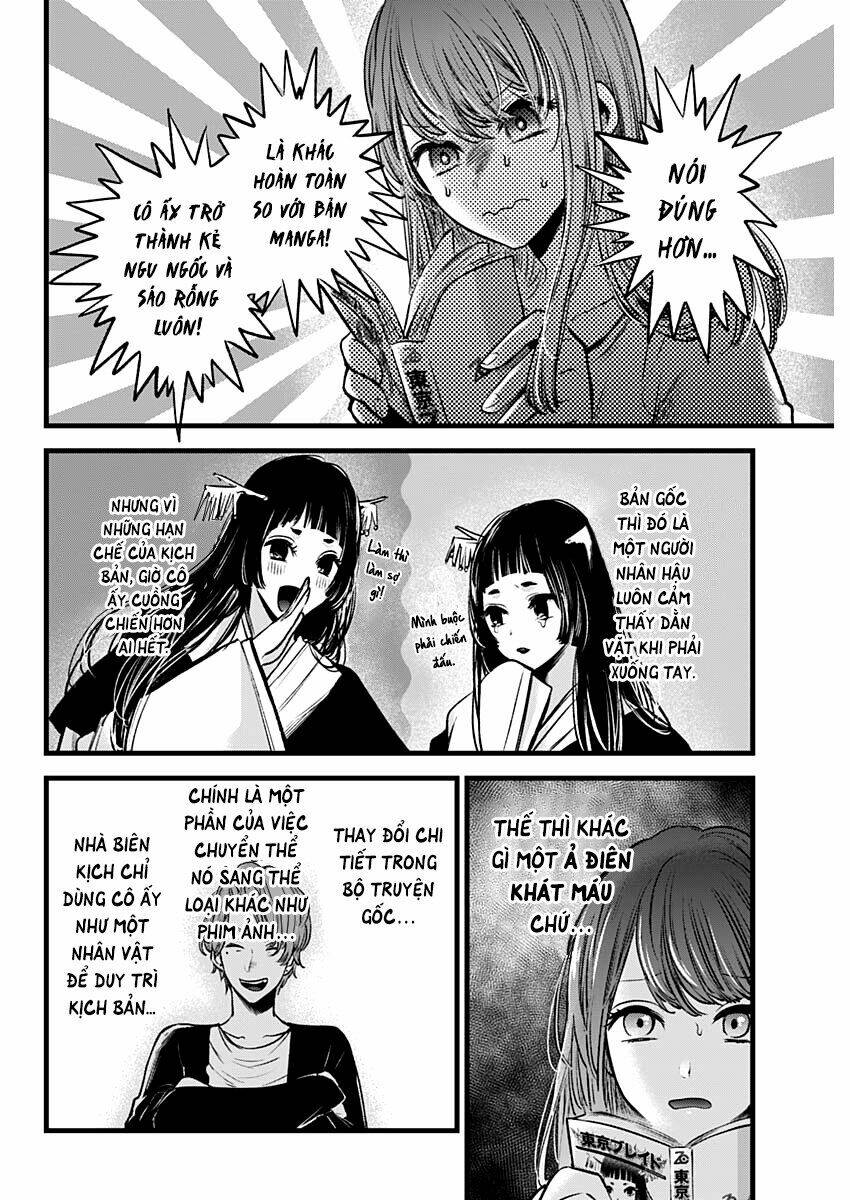 NÓI
ĐÚNG
HƠN...
LÀ KHÁC
HOÀN TOÀN
SO VỚI BẢN
MANGA!
CÔ ẤY TRỞ
THÀNH KẺ
NGU NGỐC VÀ
SÁO RỖNG
LUÔN!
東京ブ
BẢN GỐC
THÌ ĐÓ LÀ
MỘT NGƯỜI
NHÂN HẬU
LUÔN CẢM
THẤY DẰN
VẶT KHI PHẢI
XUỐNG TAY.
Mình buộc
phải chiến
đấu.
NHƯNG VÌ
NHỮNG HẠN
CHẾ CỦA KỊCH
BẢN, GIỜ CÔ
ẤY CUỒNG
CHIẾN HƠN
AI HẾT.
Làm thì
làm sợ
gì!
THẾ THÌ KHÁC
GÌ MỘT Ả ĐIÊN
KHÁT MÁU
CHỨ...
東京ブレイド
東京
THAY ĐỔI CHI
TIẾT TRONG
BỘ TRUYỆN
GỐC...
CHÍNH LÀ MỘT
PHẦN CỦA VIỆC
CHUYỂN THỂ
NÓ SANG THỂ
LOẠI KHÁC NHƯ
PHIM ẢNH...
NHÀ BIÊN
KỊCH CHỈ
DÙNG CÔ ẤY
NHƯ MỘT
NHÂN VẬT
ĐỂ DUY TRÌ
KỊCH BẢN...